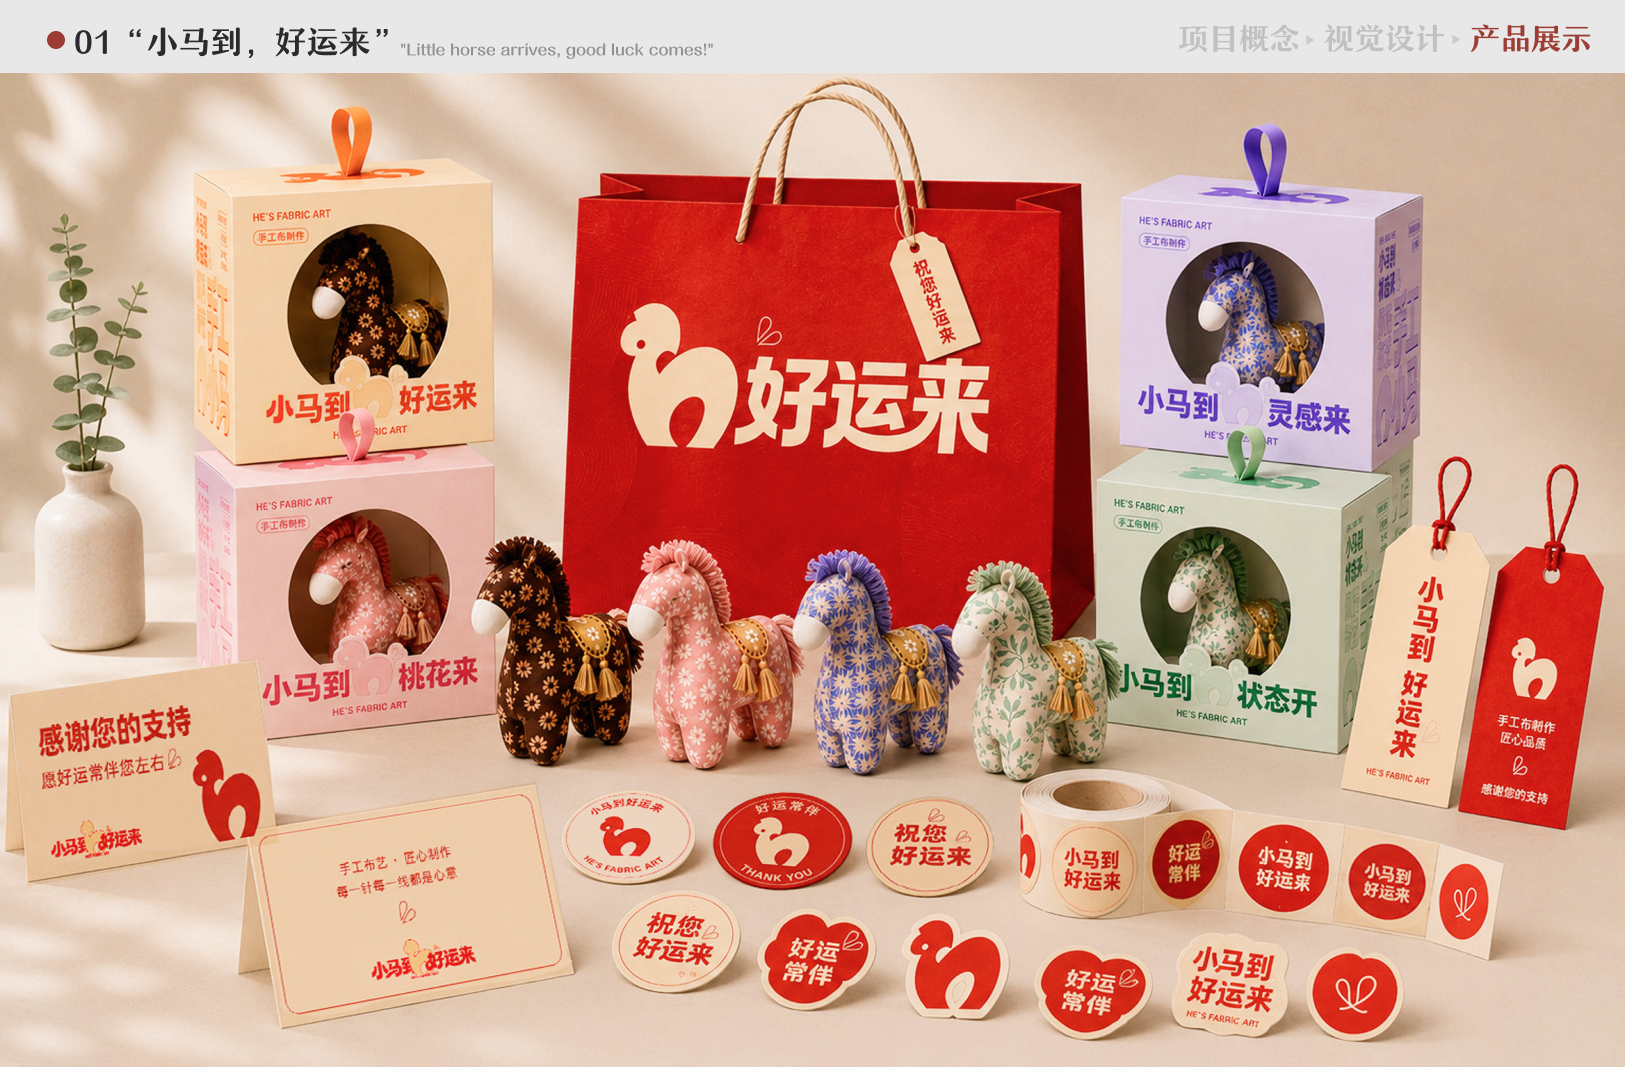 01 “小马到，好运来” "Little horse arrives, good luck comes!"
项目概念 ▸ 视觉设计 ▸ 产品展示
HE'S FABRIC ART
手工布制作
小马到 好运来
HE'S FABRIC ART
HE'S FABRIC ART
手工布制作
小马到 桃花来
HE'S FABRIC ART
祝您好运来
好运来
HE'S FABRIC ART
手工布制作
小马到 灵感来
HE'S FABRIC ART
HE'S FABRIC ART
手工布制作
小马到 状态开
HE'S FABRIC ART
小马到 好运来
HE'S FABRIC ART
手工布制作
匠心品质
感谢您的支持
感谢您的支持
愿好运常伴您左右
小马到 好运来
手工布艺·匠心制作
每一针每一线都是心意
小马到 好运来
小马到好运来
HE'S FABRIC ART
好运常伴
THANK YOU
祝您
好运来
小马到
好运来
好运
常伴
小马到
好运来
小马到
好运来
祝您
好运来
好运
常伴
好运
常伴
小马到
好运来
HE'S FABRIC ART